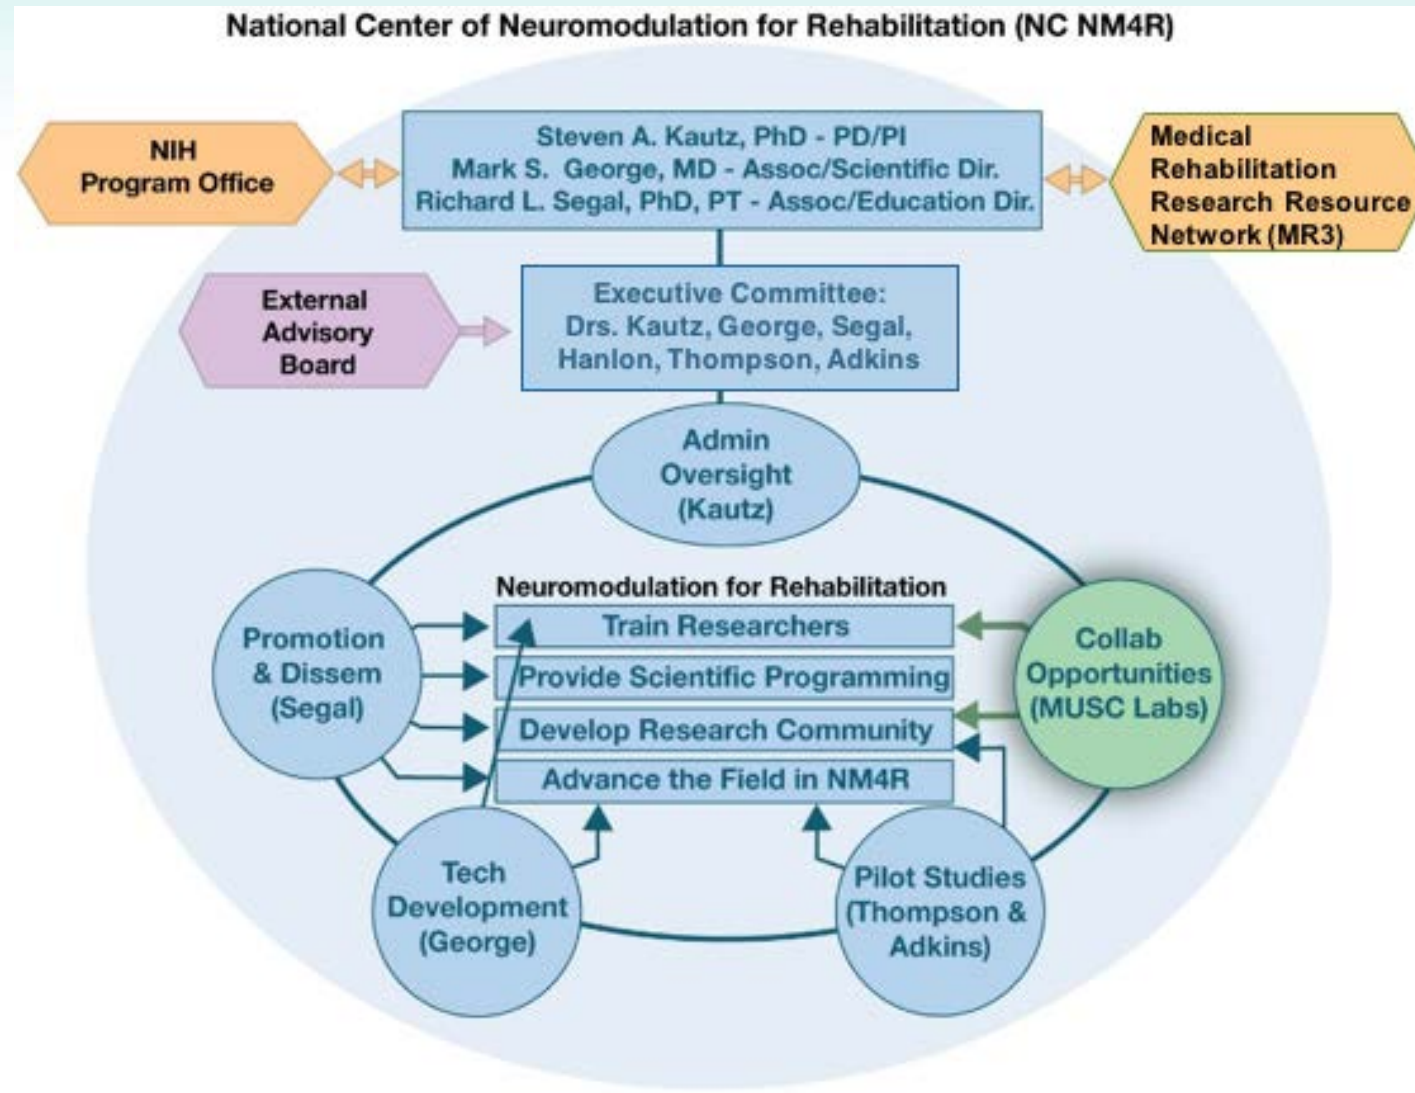 National Center of Neuromodulation for Rehabilitation (NC NM4R)
NIH
Program Office
Steven A. Kautz, PhD - PD/PI
Mark S. George, MD - Assoc/Scientific Dir.
Richard L. Segal, PhD, PT - Assoc/Education Dir.
Medical
Rehabilitation
Research Resource
Network (MR3)
External
Advisory
Board
Executive Committee:
Drs. Kautz, George, Segal,
Hanlon, Thompson, Adkins
Admin
Oversight
(Kautz)
Promotion
& Dissem
(Segal)
Neuromodulation for Rehabilitation
Train Researchers
Provide Scientific Programming
Develop Research Community
Advance the Field in NM4R
Collab
Opportunities
(MUSC Labs)
Tech
Development
(George)
Pilot Studies
(Thompson &
Adkins)